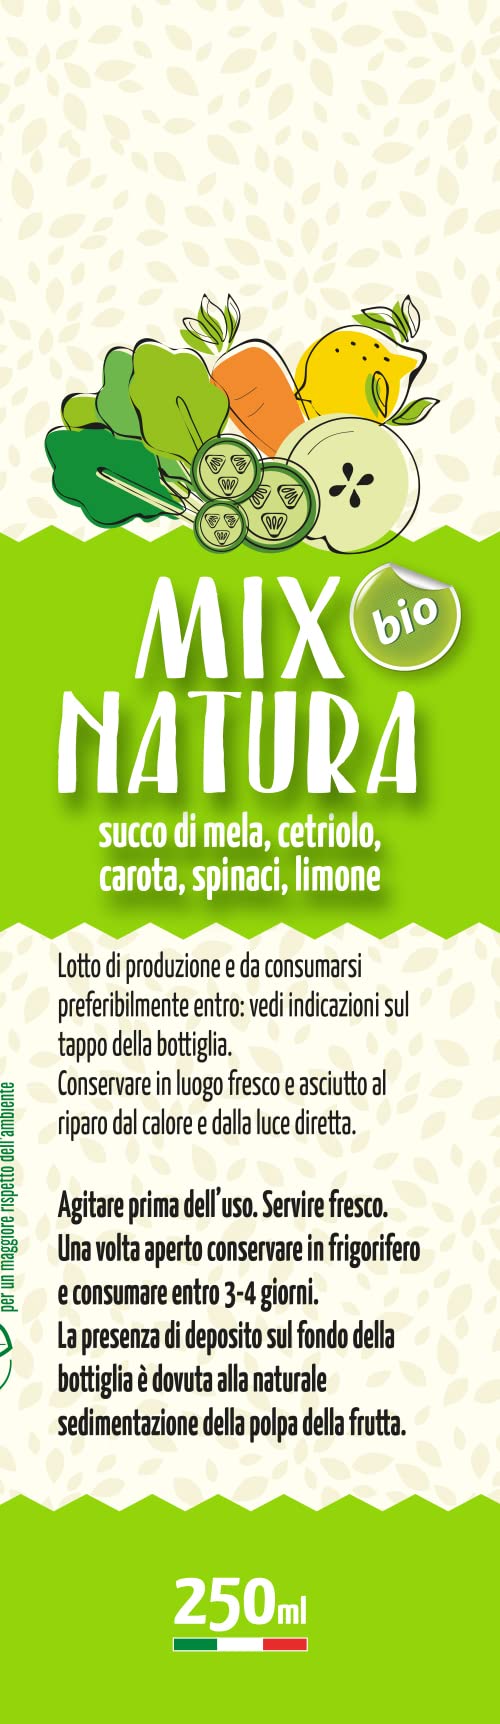 MIX
bio
NATURA
succo di mela, cetriolo,
carota, spinaci, limone
Lotto di produzione e da consumarsi
preferibilmente entro: vedi indicazioni sul
tappo della bottiglia.
Conservare in luogo fresco e asciutto al
riparo dal calore e dalla luce diretta.
per un maggiore rispetto dell'ambiente
Agitare prima dell'uso. Servire fresco.
Una volta aperto conservare in frigorifero
e consumare entro 3-4 giorni.
La presenza di deposito sul fondo della
bottiglia è dovuta alla naturale
sedimentazione della polpa della frutta.
250ml